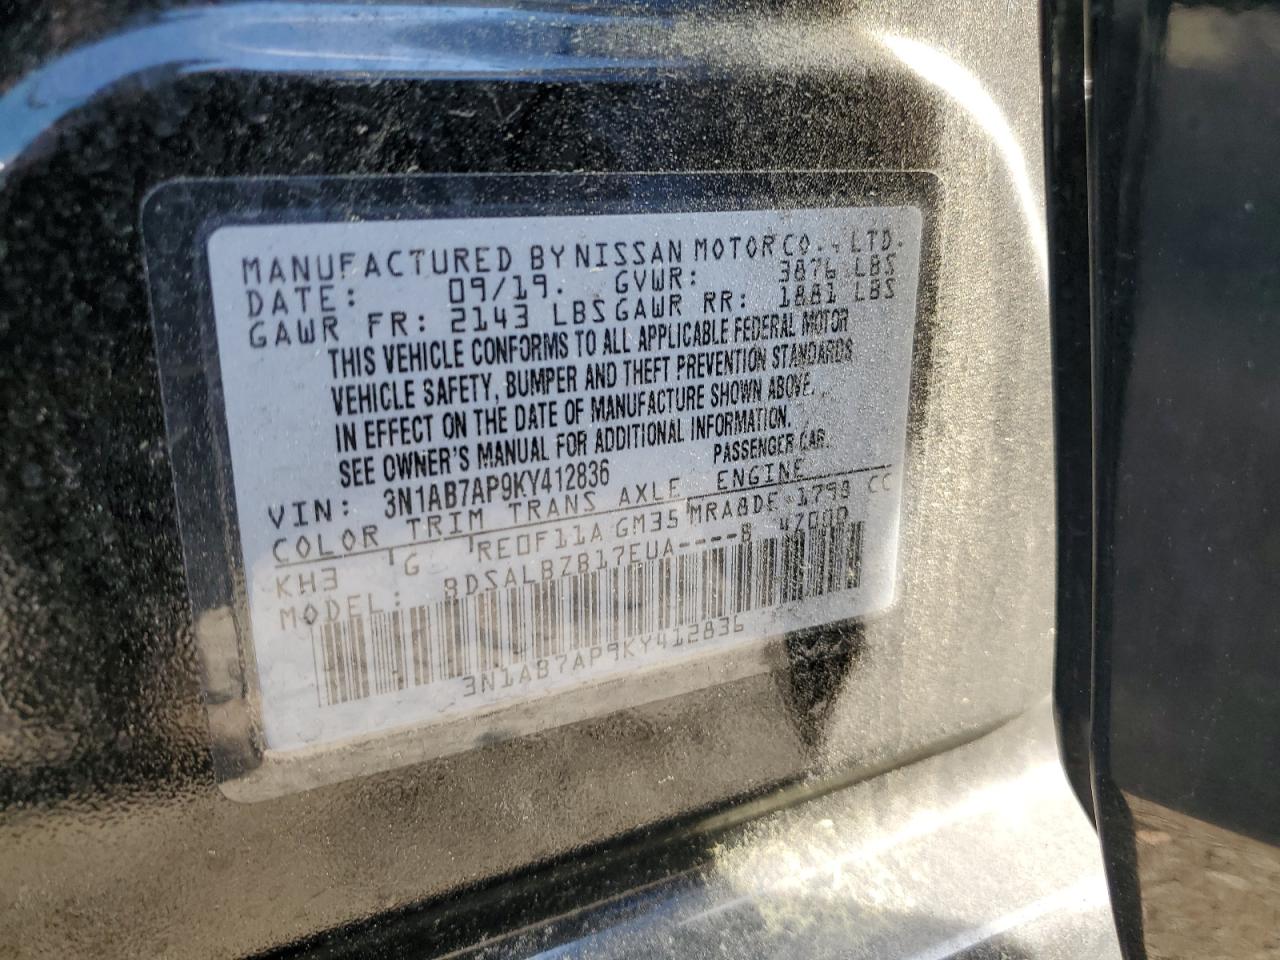 MANUFACTURED BY NISSAN MOTOR CO., LTD.
DATE: 09/19. GVWR: 3876 LBS
GAWR FR: 2143 LBS GAWR RR: 1881 LBS
THIS VEHICLE CONFORMS TO ALL APPLICABLE FEDERAL MOTOR
VEHICLE SAFETY, BUMPER AND THEFT PREVENTION STANDARDS
IN EFFECT ON THE DATE OF MANUFACTURE SHOWN ABOVE.
SEE OWNER'S MANUAL FOR ADDITIONAL INFORMATION.
VIN: 3N1AB7AP9KY412836 PASSENGER CAR.
COLOR TRIM TRANS AXLE ENGINE
KH3 G RE0F11A GM35 MRA8DE 1798 CC
MODEL: BDSALBZB17EUA----B
3N1AB7AP9KY412836